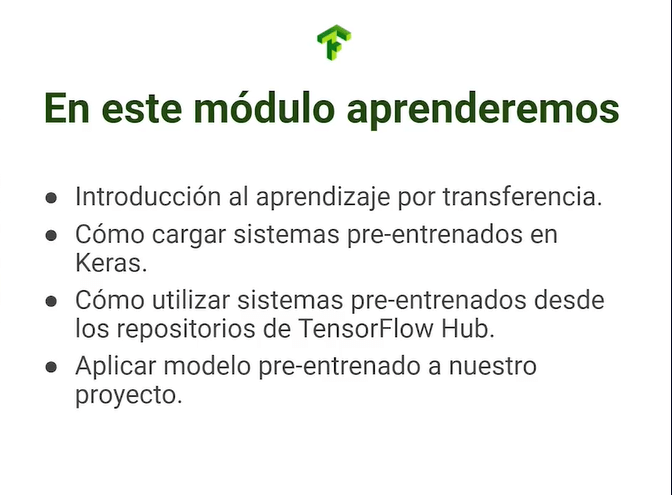 En este módulo aprenderemos
● Introducción al aprendizaje por transferencia.
● Cómo cargar sistemas pre-entrenados en
Keras.
● Cómo utilizar sistemas pre-entrenados desde
los repositorios de TensorFlow Hub.
● Aplicar modelo pre-entrenado a nuestro
proyecto.